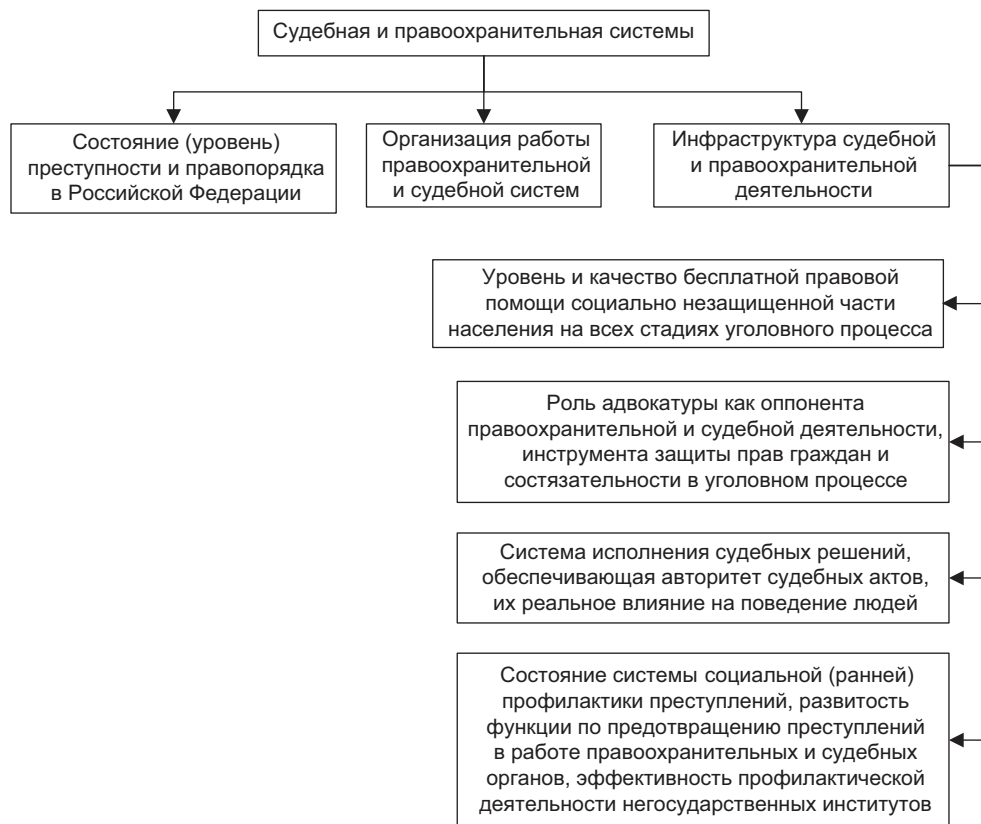 Судебная и правоохранительная системы
Состояние (уровень)
преступности и правопорядка
в Российской Федерации
Организация работы
правоохранительной
и судебной систем
Инфраструктура судебной
и правоохранительной
деятельности
Уровень и качество бесплатной правовой
помощи социально незащищенной части
населения на всех стадиях уголовного процесса
Роль адвокатуры как оппонента
правоохранительной и судебной деятельности,
инструмента защиты прав граждан и
состязательности в уголовном процессе
Система исполнения судебных решений,
обеспечивающая авторитет судебных актов,
их реальное влияние на поведение людей
Состояние системы социальной (ранней)
профилактики преступлений, развитость
функции по предотвращению преступлений
в работе правоохранительных и судебных
органов, эффективность профилактической
деятельности негосударственных институтов